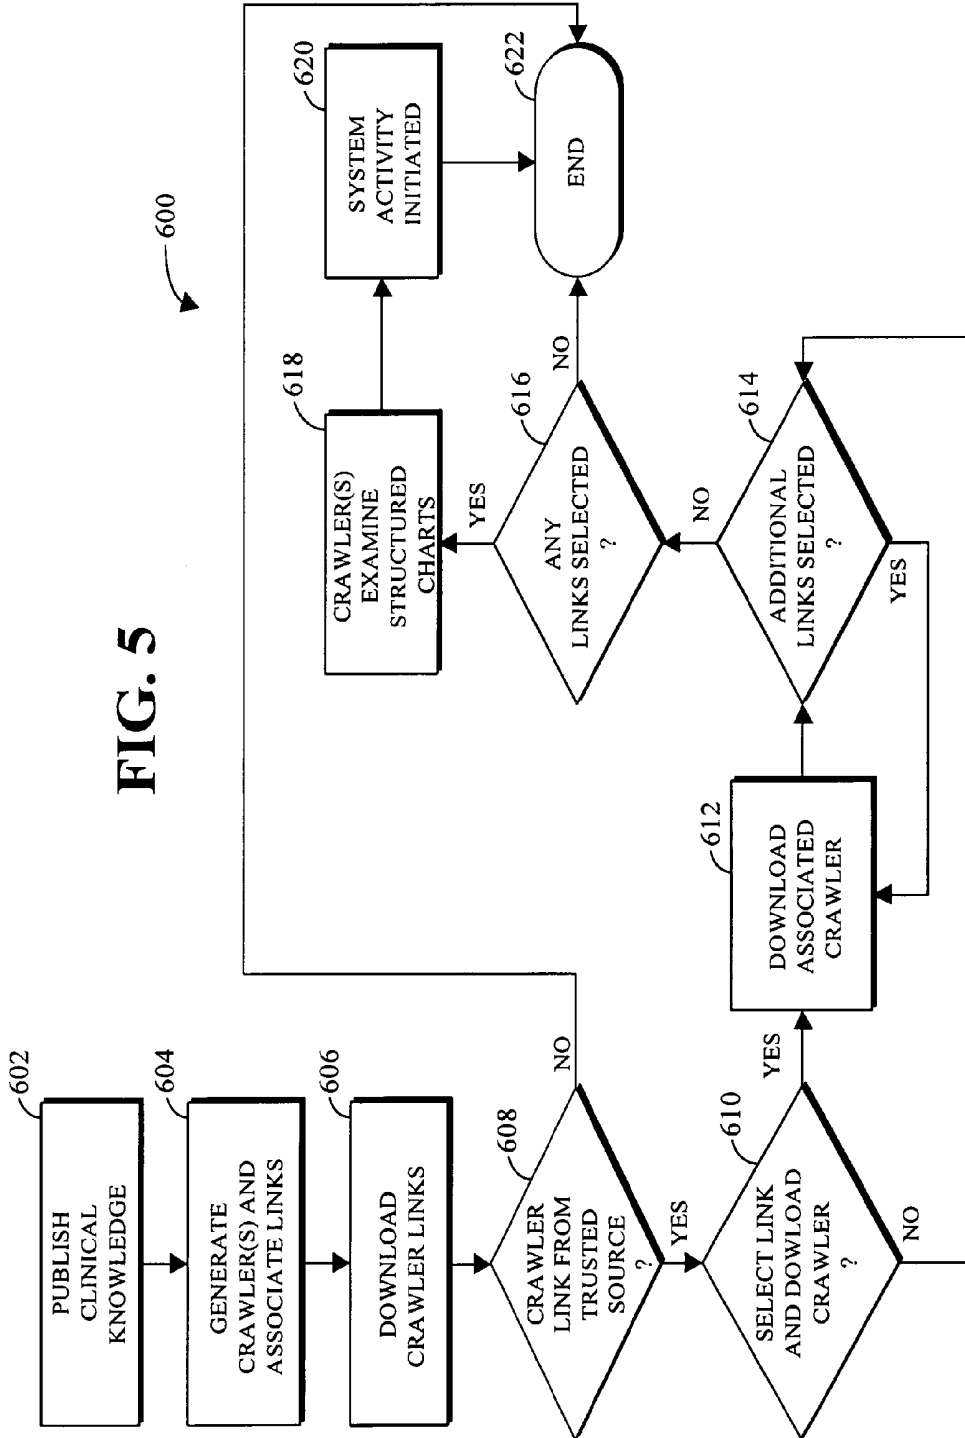 FIG. 5
600
602
PUBLISH
CLINICAL
KNOWLEDGE
604
GENERATE
CRAWLER(S) AND
ASSOCIATE LINKS
606
DOWNLOAD
CRAWLER LINKS
608
CRAWLER
LINK FROM
TRUSTED
SOURCE
?
NO
YES
610
SELECT LINK
AND DOWLOAD
CRAWLER
?
YES
NO
612
DOWNLOAD
ASSOCIATED
CRAWLER
614
ADDITIONAL
LINKS SELECTED
?
NO
YES
616
ANY
LINKS SELECTED
?
YES
NO
618
CRAWLER(S)
EXAMINE
STRUCTURED
CHARTS
620
SYSTEM
ACTIVITY
INITIATED
622
END